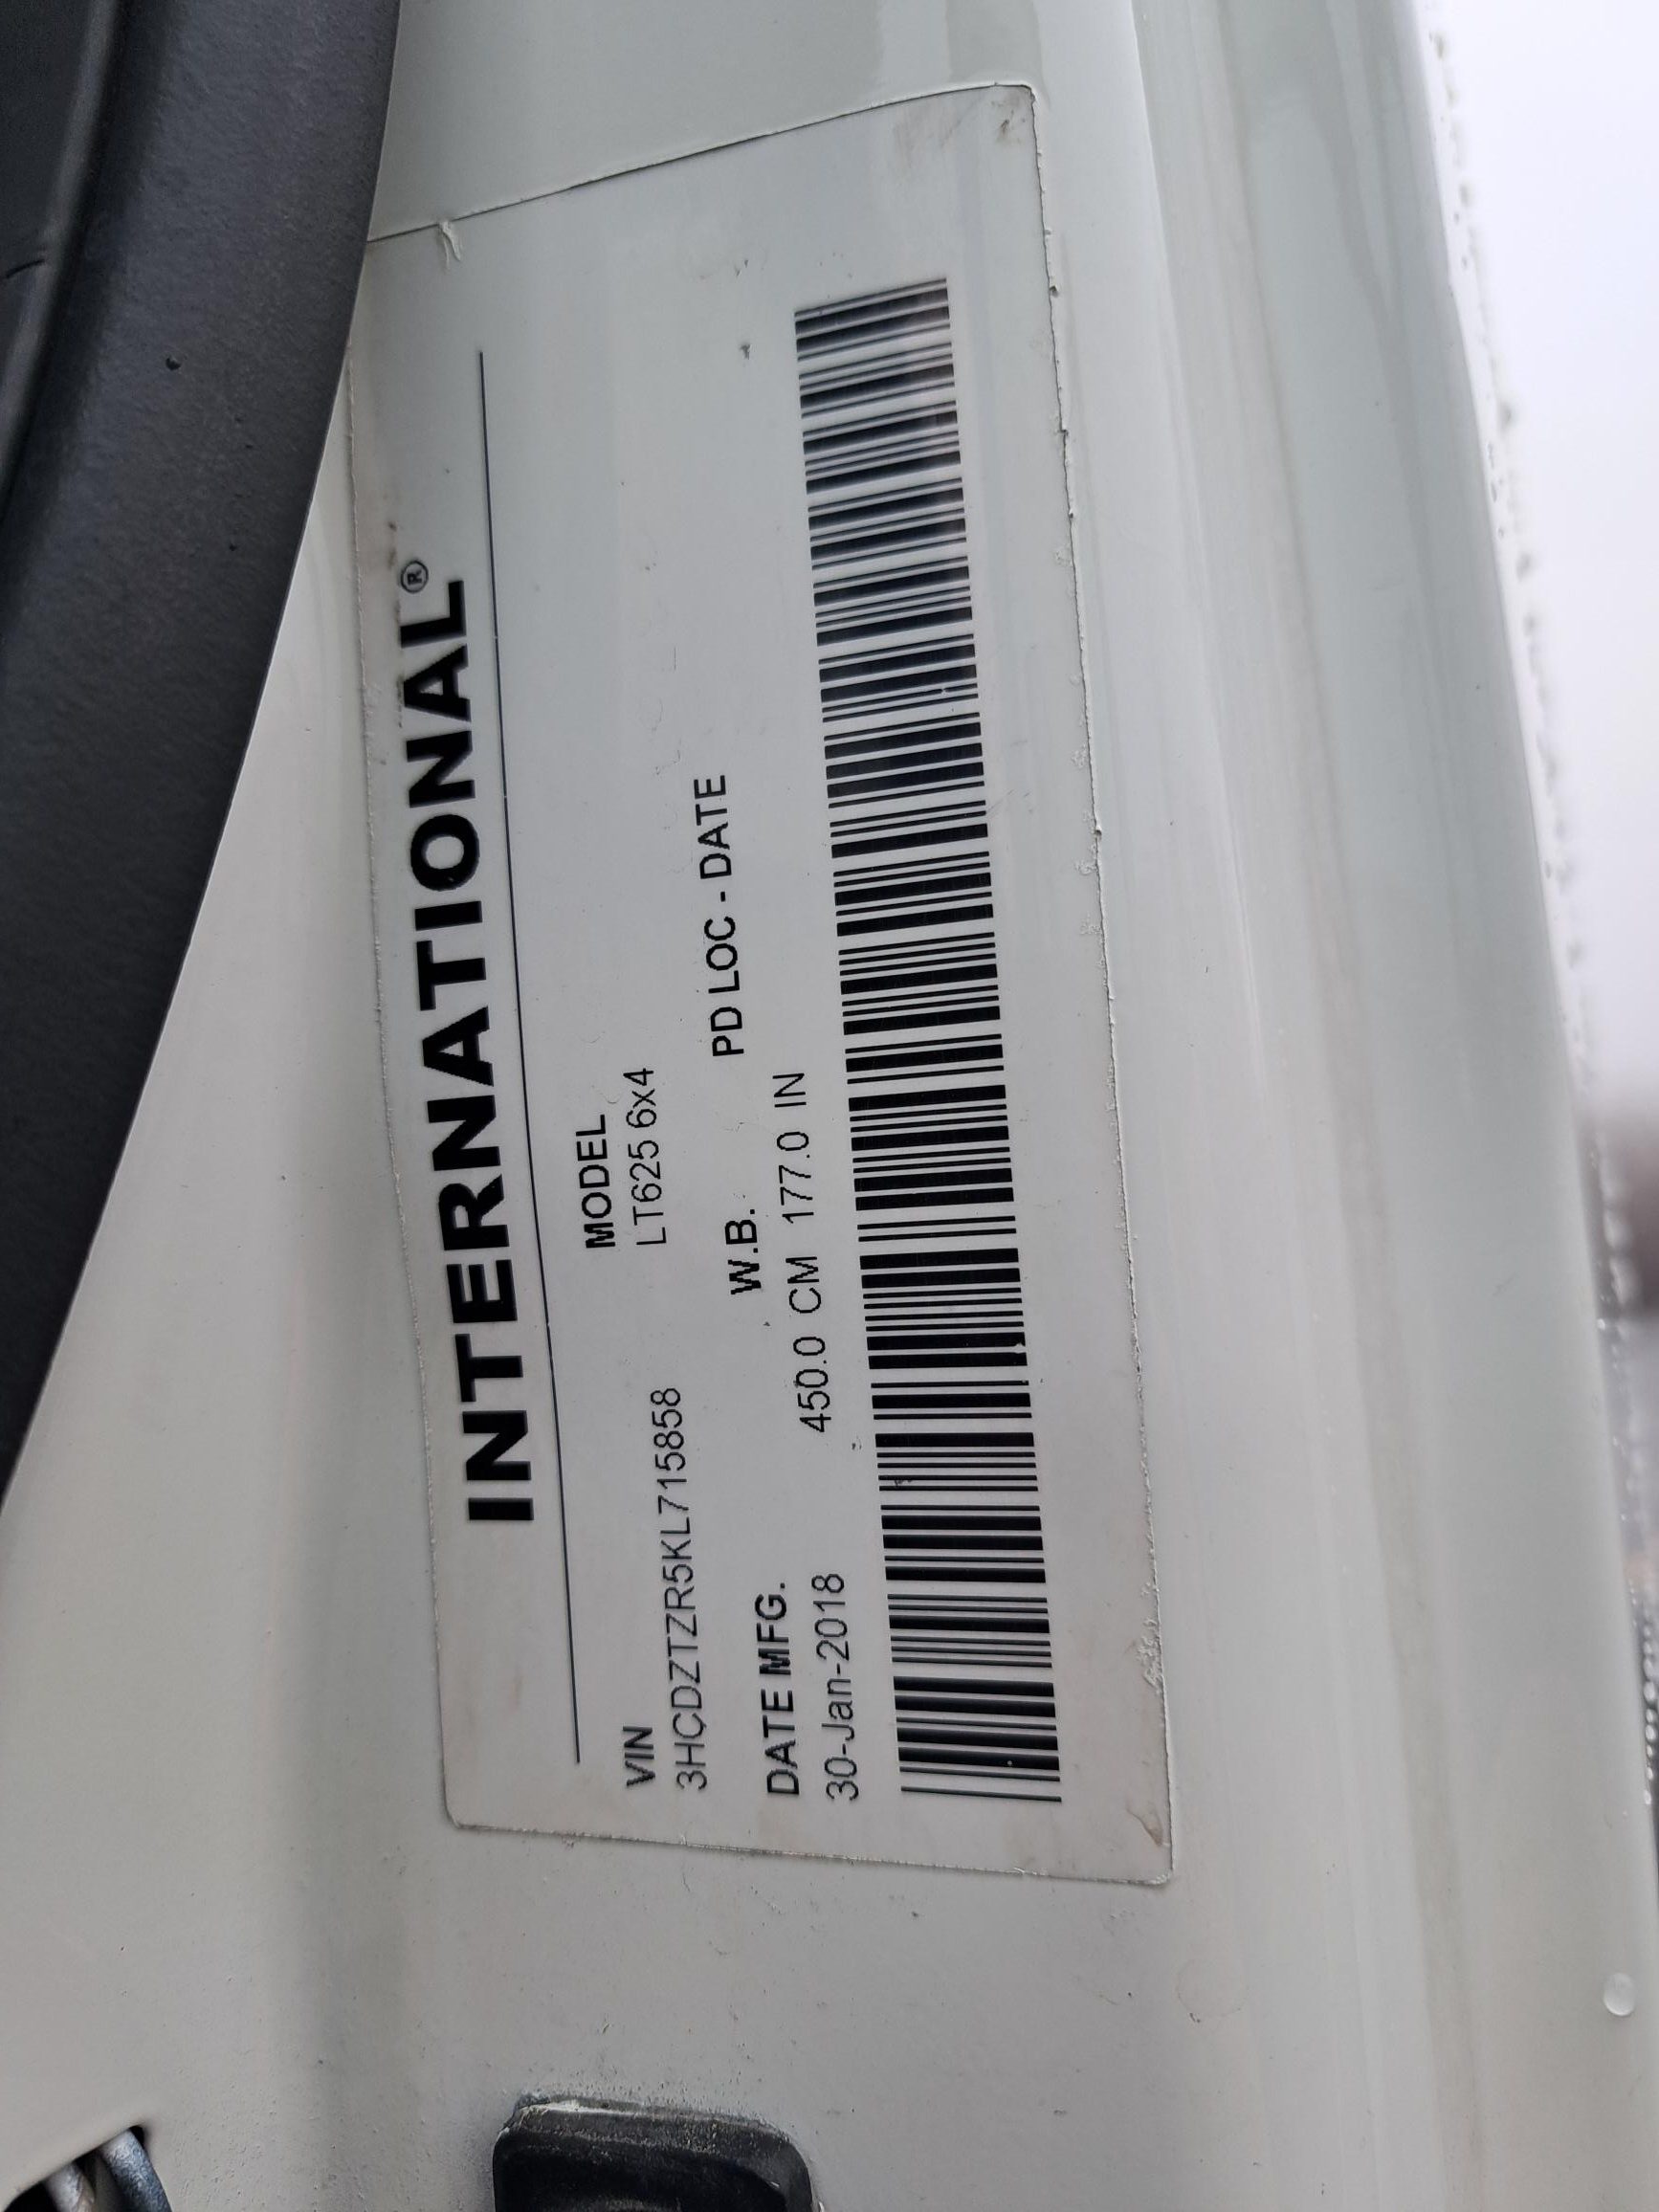 INTERNATIONAL®
VIN MODEL
3HCDZTZR5KL715858 LT625 6x4
DATE MFG. W.B. PD LOC - DATE
30-Jan-2018 450.0 CM 177.0 IN